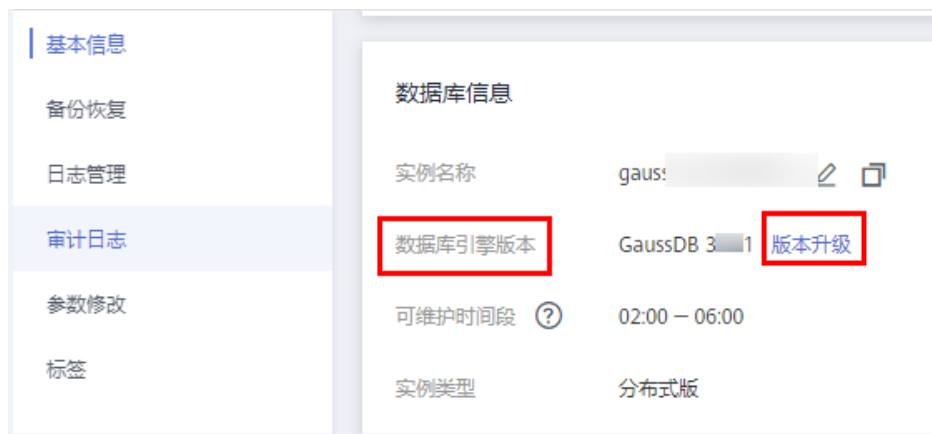 基本信息
备份恢复
日志管理
审计日志
参数修改
标签
数据库信息
实例名称
数据库引擎版本 GaussDB 3 1 版本升级
可维护时间段 ? 02:00 — 06:00
实例类型 分布式版